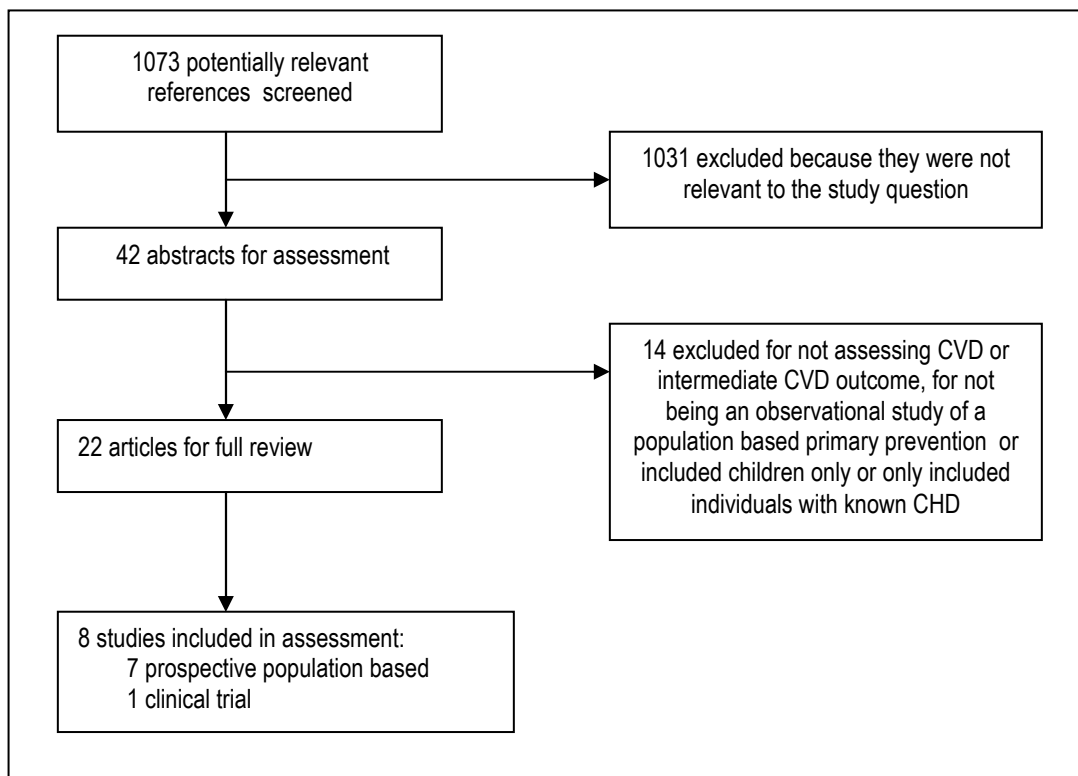 1073 potentially relevant
references screened
1031 excluded because they were not
relevant to the study question
42 abstracts for assessment
14 excluded for not assessing CVD or
intermediate CVD outcome, for not
being an observational study of a
population based primary prevention or
included children only or only included
individuals with known CHD
22 articles for full review
8 studies included in assessment:
7 prospective population based
1 clinical trial